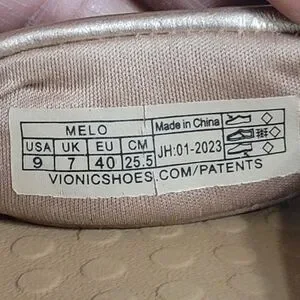 MELO
USA UK EU CM
9 7 40 25.5
Made in China
JH:01-2023
VIONICSHOES.COM/PATENTS